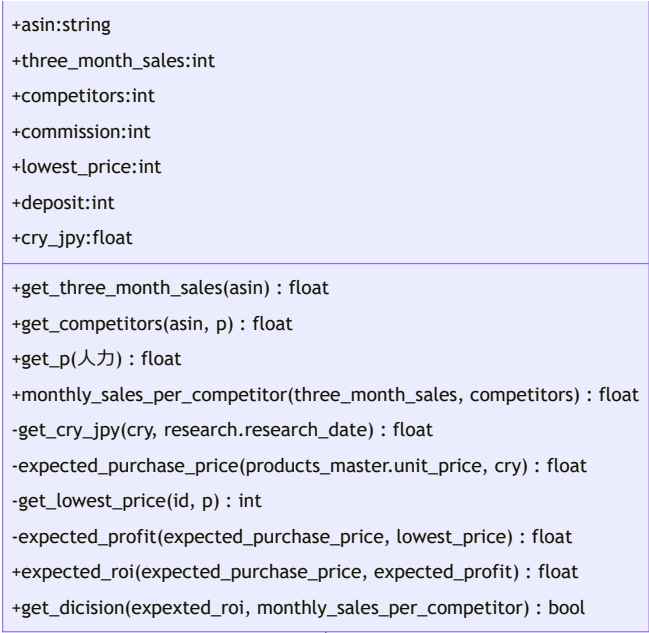 +asin:string
+three_month_sales:int
+competitors:int
+commission:int
+lowest_price:int
+deposit:int
+cry_jpy:float
+get_three_month_sales(asin) : float
+get_competitors(asin, p) : float
+get_p(人力) : float
+monthly_sales_per_competitor(three_month_sales, competitors) : float
-get_cry_jpy(cry, research.research_date) : float
-expected_purchase_price(products_master.unit_price, cry) : float
-get_lowest_price(id, p) : int
-expected_profit(expected_purchase_price, lowest_price) : float
+expected_roi(expected_purchase_price, expected_profit) : float
+get_dicision(expexted_roi, monthly_sales_per_competitor) : bool